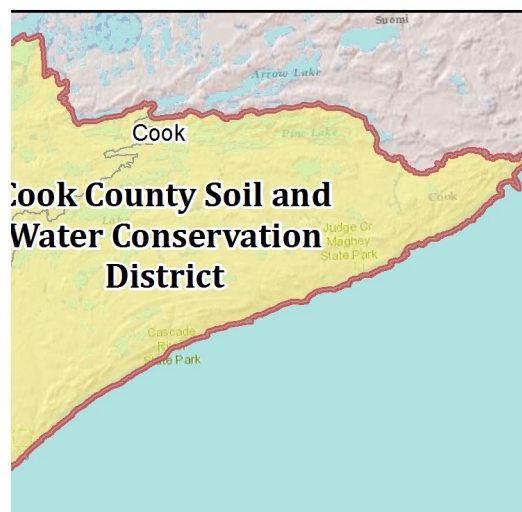 Suomi
Arrow Lake
Cook
Pine Lake
Cook County Soil and
Water Conservation
District
Cook
Lake
Judge Cr
Magney
State Park
Cascade
River
State Park